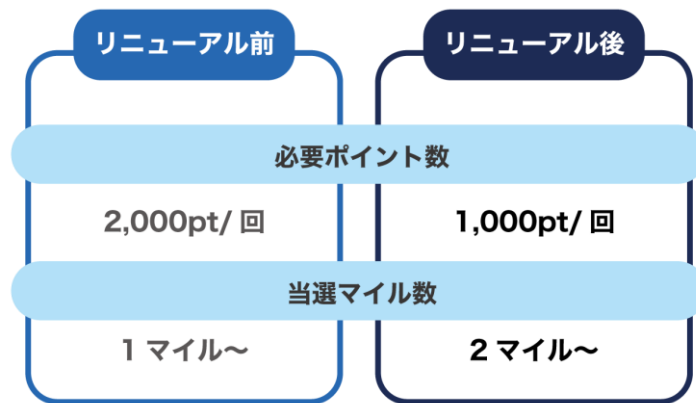 リニューアル前
リニューアル後
必要ポイント数
2,000pt/ 回
1,000pt/ 回
当選マイル数
1 マイル〜
2 マイル〜